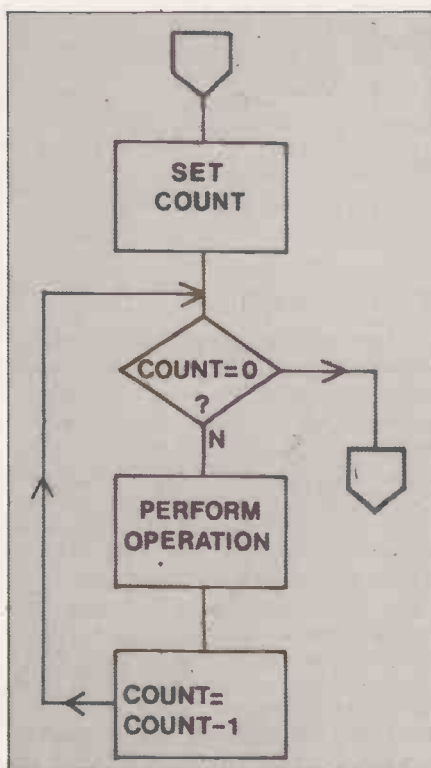 SET
COUNT
COUNT=0
?
N
PERFORM
OPERATION
COUNT=
COUNT-1